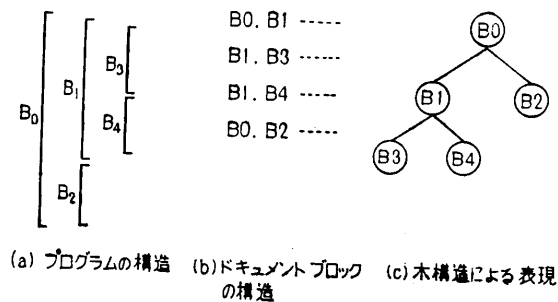 B0
B1
B3
B4
B2
B0. B1 -----
B1. B3 -----
B1. B4 -----
B0. B2 -----
B0
B1
B2
B3
B4
(a) プログラムの構造
(b)ドキュメントブロック
の構造
(c) 木構造による表現